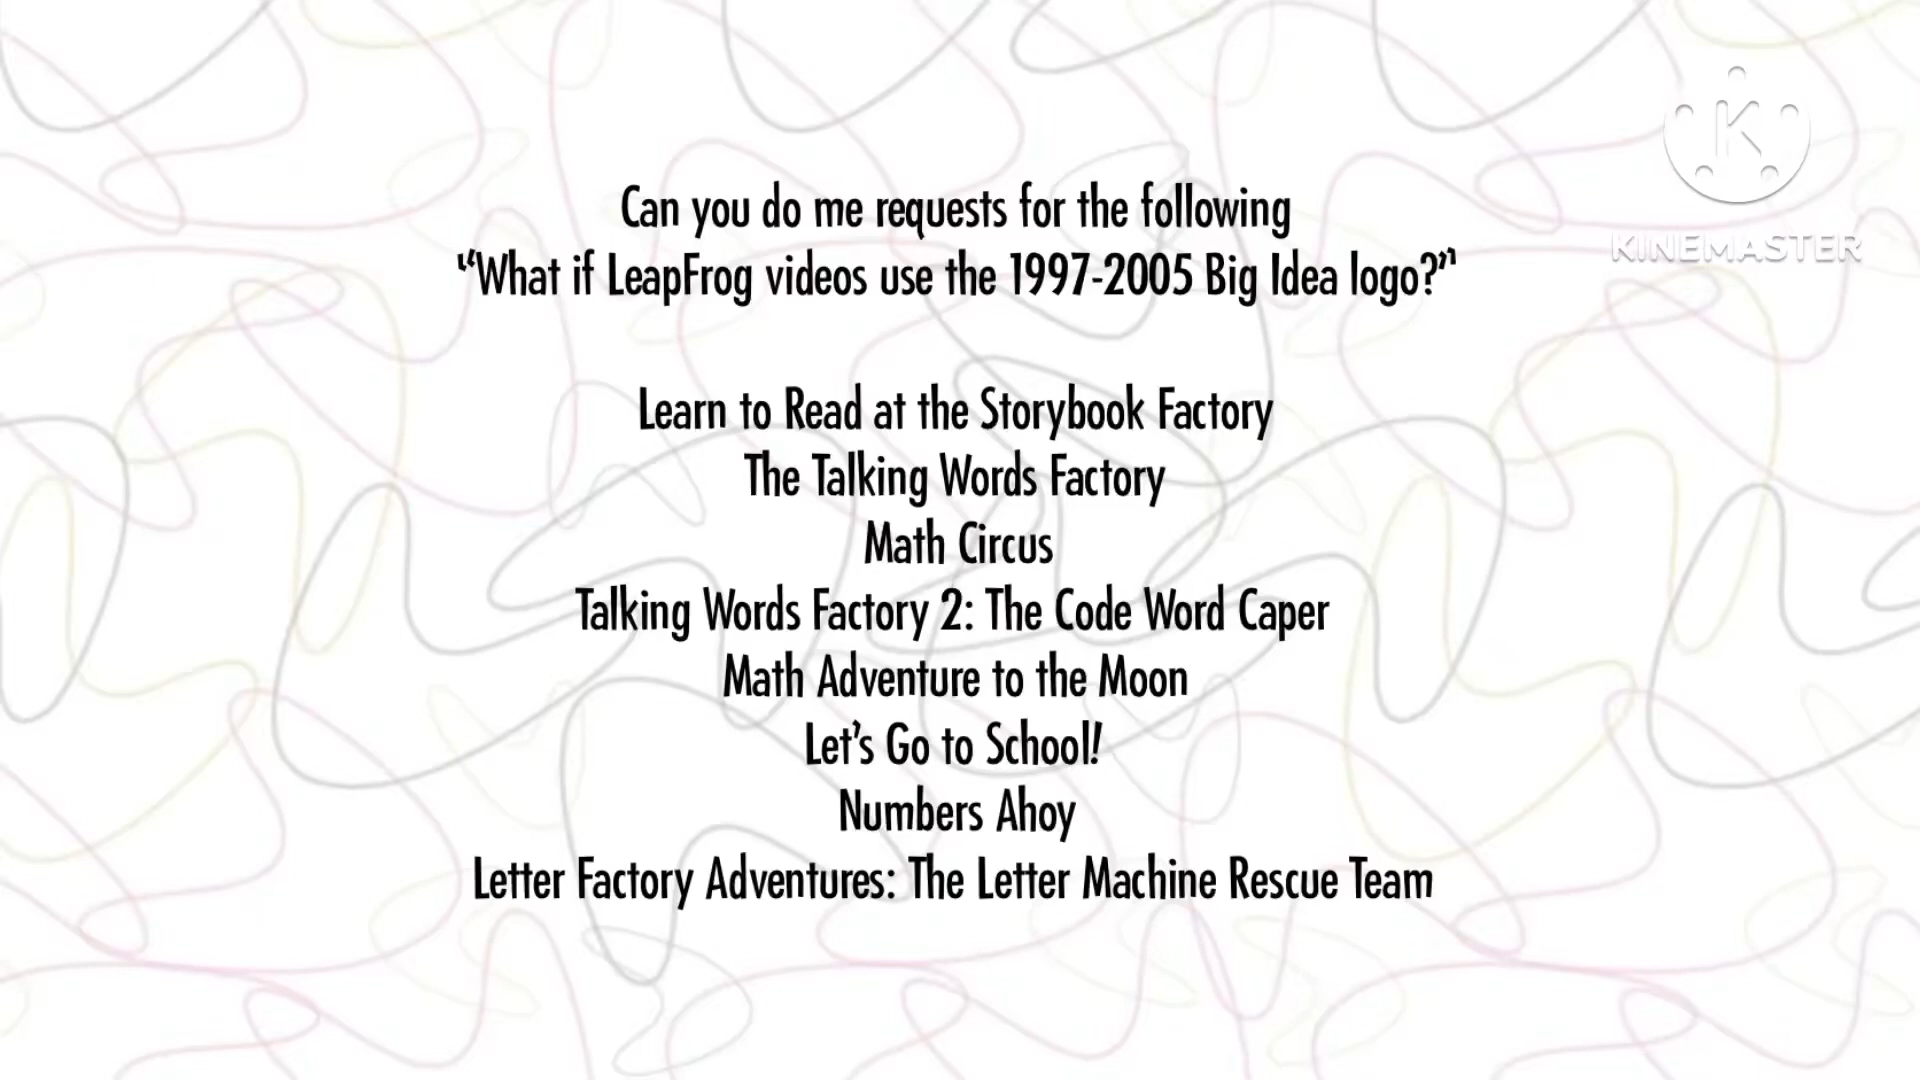 Can you do me requests for the following
"What if LeapFrog videos use the 1997-2005 Big Idea logo?"
Learn to Read at the Storybook Factory
The Talking Words Factory
Math Circus
Talking Words Factory 2: The Code Word Caper
Math Adventure to the Moon
Let's Go to School!
Numbers Ahoy
Letter Factory Adventures: The Letter Machine Rescue Team
K
KINEMASTER